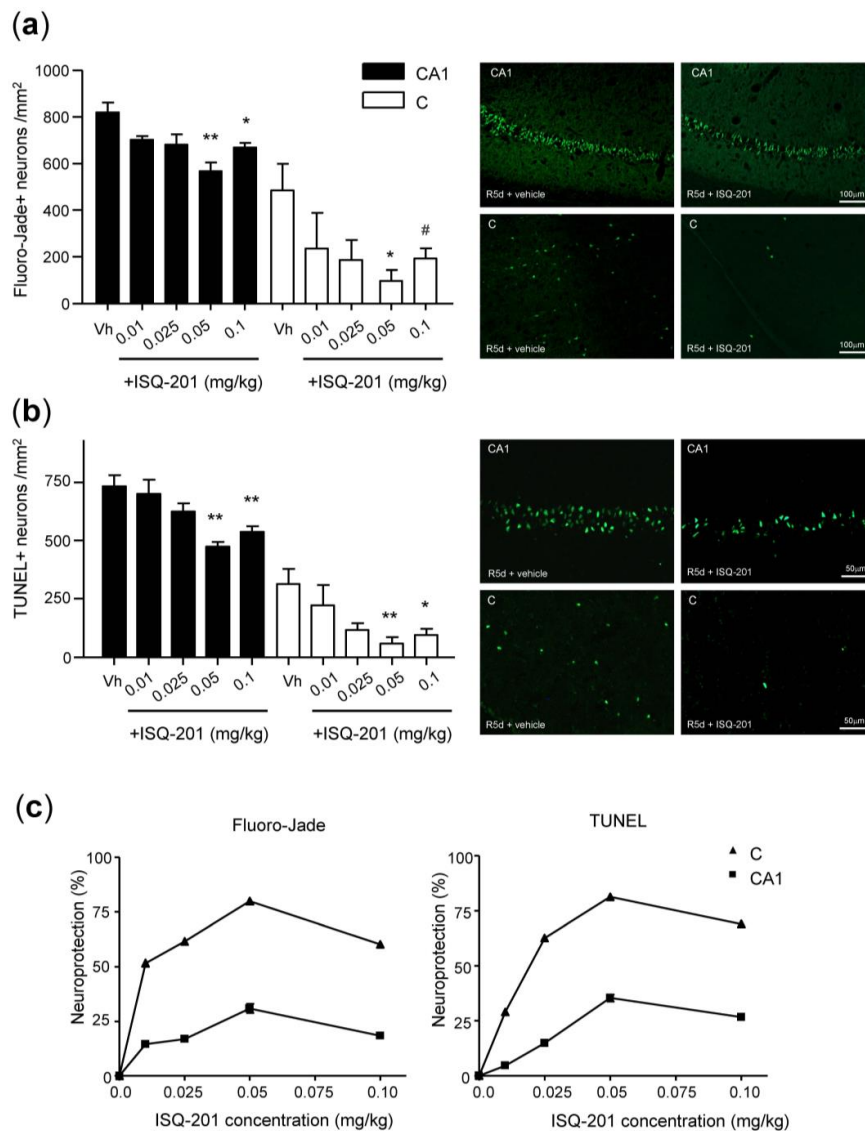 (a)
Fluoro-Jade+ neurons /mm²
1000
800
600
400
200
0
** *
* #
CA1
C
Vh 0.01 0.025 0.05 0.1 Vh 0.01 0.025 0.05 0.1
+ISQ-201 (mg/kg) +ISQ-201 (mg/kg)
CA1
R5d + vehicle
CA1
R5d + ISQ-201
100µm
C
R5d + vehicle
C
R5d + ISQ-201
100µm
(b)
TUNEL+ neurons /mm²
750
500
250
0
** **
** *
Vh 0.01 0.025 0.05 0.1 Vh 0.01 0.025 0.05 0.1
+ISQ-201 (mg/kg) +ISQ-201 (mg/kg)
CA1
R5d + vehicle
CA1
R5d + ISQ-201
50µm
C
R5d + vehicle
C
R5d + ISQ-201
50µm
(c)
Fluoro-Jade
Neuroprotection (%)
100
75
50
25
0
0.0 0.025 0.05 0.075 0.10
ISQ-201 concentration (mg/kg)
TUNEL
Neuroprotection (%)
100
75
50
25
0
0.0 0.025 0.05 0.075 0.10
ISQ-201 concentration (mg/kg)
C
CA1